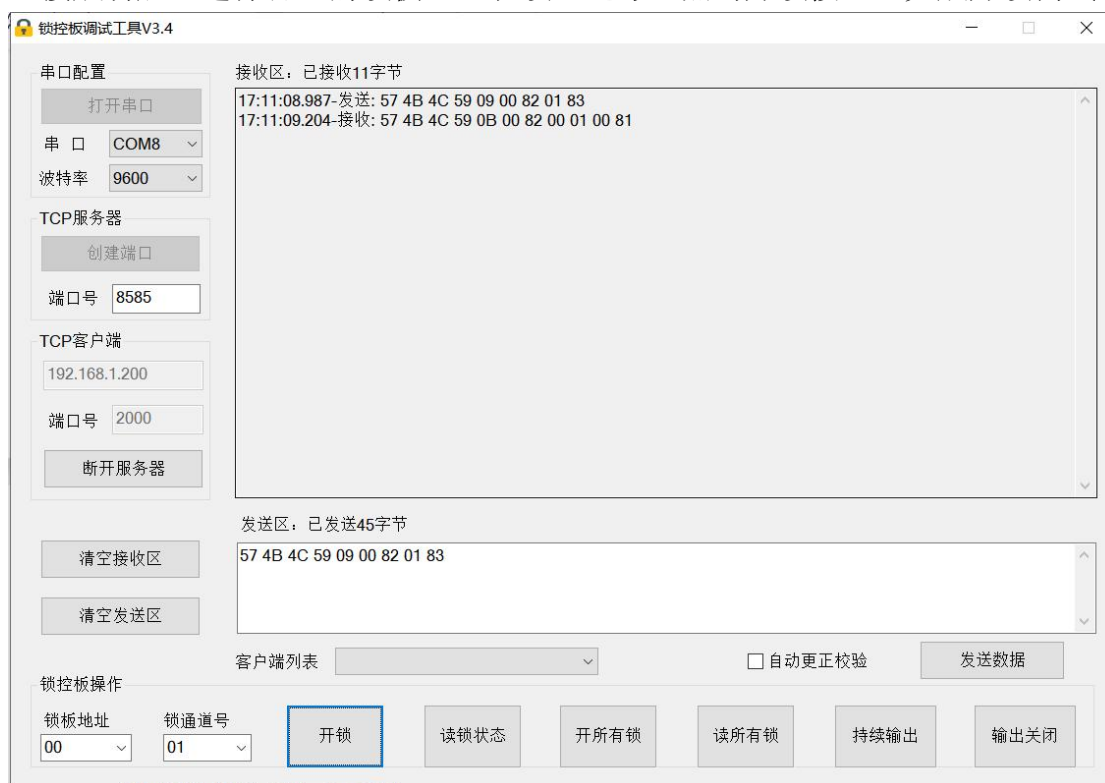 锁控板调试工具V3.4
串口配置
打开串口
串 口 COM8
波特率 9600
TCP服务器
创建端口
端口号 8585
TCP客户端
192.168.1.200
端口号 2000
断开服务器
清空接收区
清空发送区
接收区：已接收11字节
17:11:08.987-发送: 57 4B 4C 59 09 00 82 01 83
17:11:09.204-接收: 57 4B 4C 59 0B 00 82 00 01 00 81
发送区：已发送45字节
57 4B 4C 59 09 00 82 01 83
客户端列表
自动更正校验
发送数据
锁控板操作
锁板地址 锁通道号
00 01
开锁 读锁状态 开所有锁 读所有锁 持续输出 输出关闭